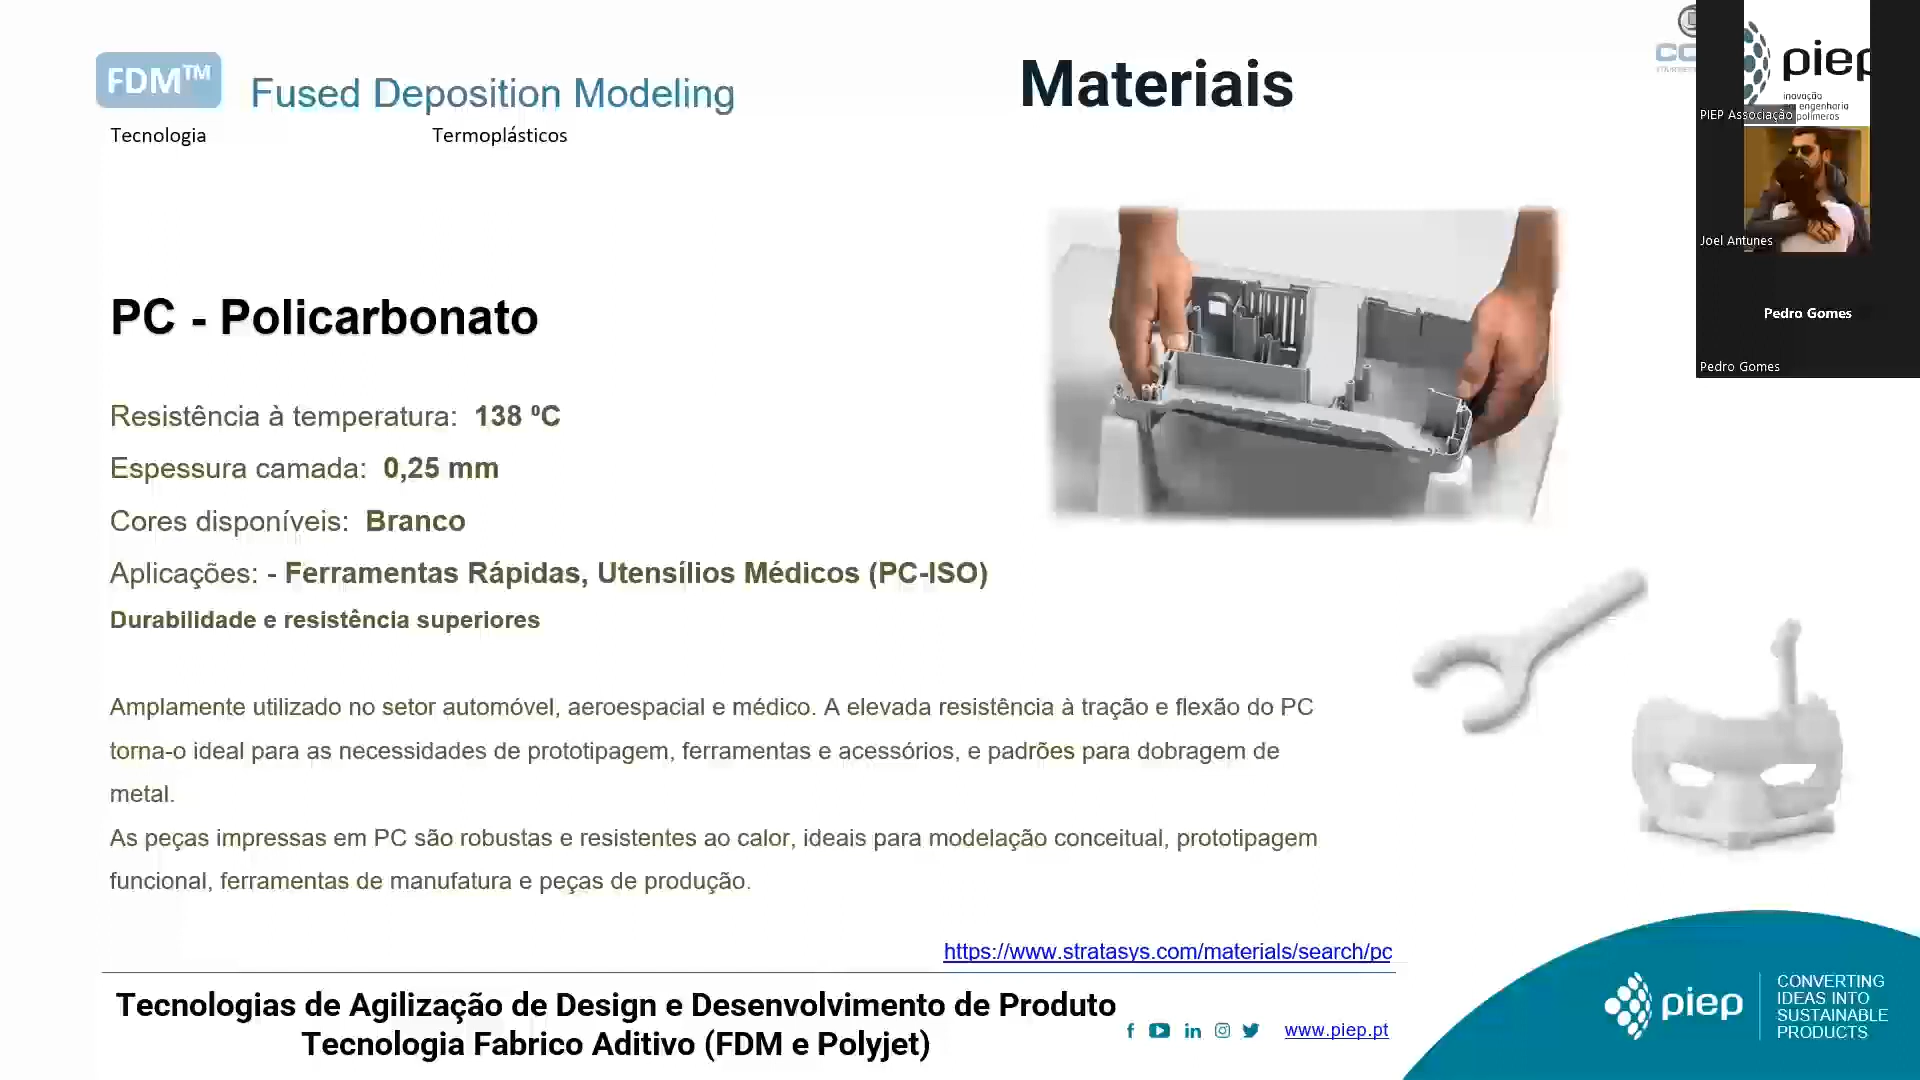 FDM™
Fused Deposition Modeling
Materiais
Tecnologia
Termoplásticos
piep
inovação
engenharia
polímeros
PIEP Associação
Joel Antunes
Pedro Gomes
Pedro Gomes
PC - Policarbonato
Resistência à temperatura: 138 ºC
Espessura camada: 0,25 mm
Cores disponíveis: Branco
Aplicações: - Ferramentas Rápidas, Utensílios Médicos (PC-ISO)
Durabilidade e resistência superiores
Amplamente utilizado no setor automóvel, aeroespacial e médico. A elevada resistência à tração e flexão do PC
torna-o ideal para as necessidades de prototipagem, ferramentas e acessórios, e padrões para dobragem de
metal.
As peças impressas em PC são robustas e resistentes ao calor, ideais para modelação conceitual, prototipagem
funcional, ferramentas de manufatura e peças de produção.
https://www.stratasys.com/materials/search/pc
Tecnologias de Agilização de Design e Desenvolvimento de Produto
Tecnologia Fabrico Aditivo (FDM e Polyjet)
www.piep.pt
piep
CONVERTING
IDEAS INTO
SUSTAINABLE
PRODUCTS